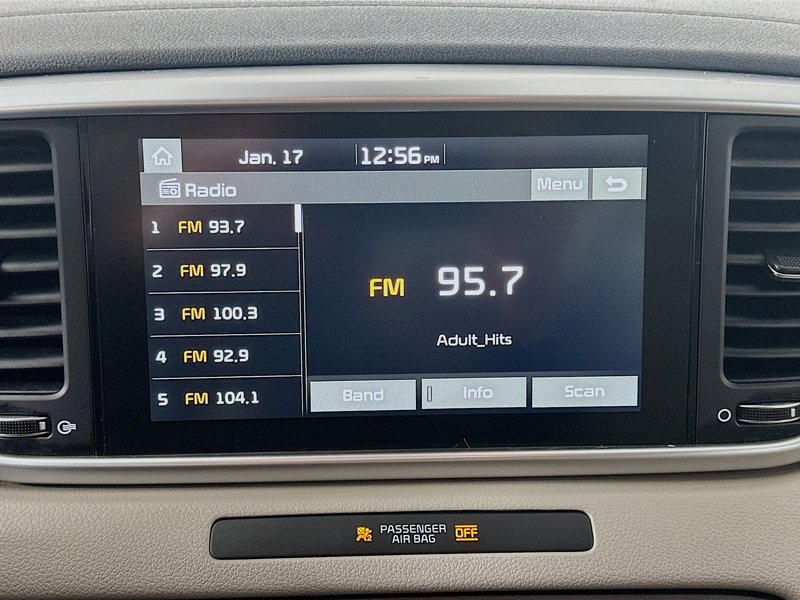 Jan. 17 12:56 PM
Radio Menu
1 FM 93.7
2 FM 97.9
3 FM 100.3
4 FM 92.9
5 FM 104.1
FM 95.7
Adult_Hits
Band Info Scan
PASSENGER
AIR BAG OFF